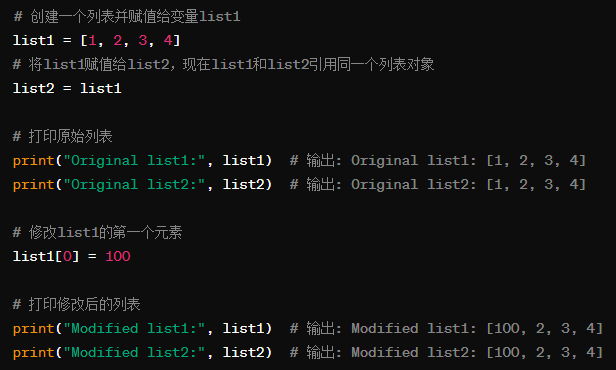 # 创建一个列表并赋值给变量list1
list1 = [1, 2, 3, 4]
# 将list1赋值给list2，现在list1和list2引用同一个列表对象
list2 = list1
# 打印原始列表
print("Original list1:", list1)  # 输出: Original list1: [1, 2, 3, 4]
print("Original list2:", list2)  # 输出: Original list2: [1, 2, 3, 4]
# 修改list1的第一个元素
list1[0] = 100
# 打印修改后的列表
print("Modified list1:", list1)  # 输出: Modified list1: [100, 2, 3, 4]
print("Modified list2:", list2)  # 输出: Modified list2: [100, 2, 3, 4]